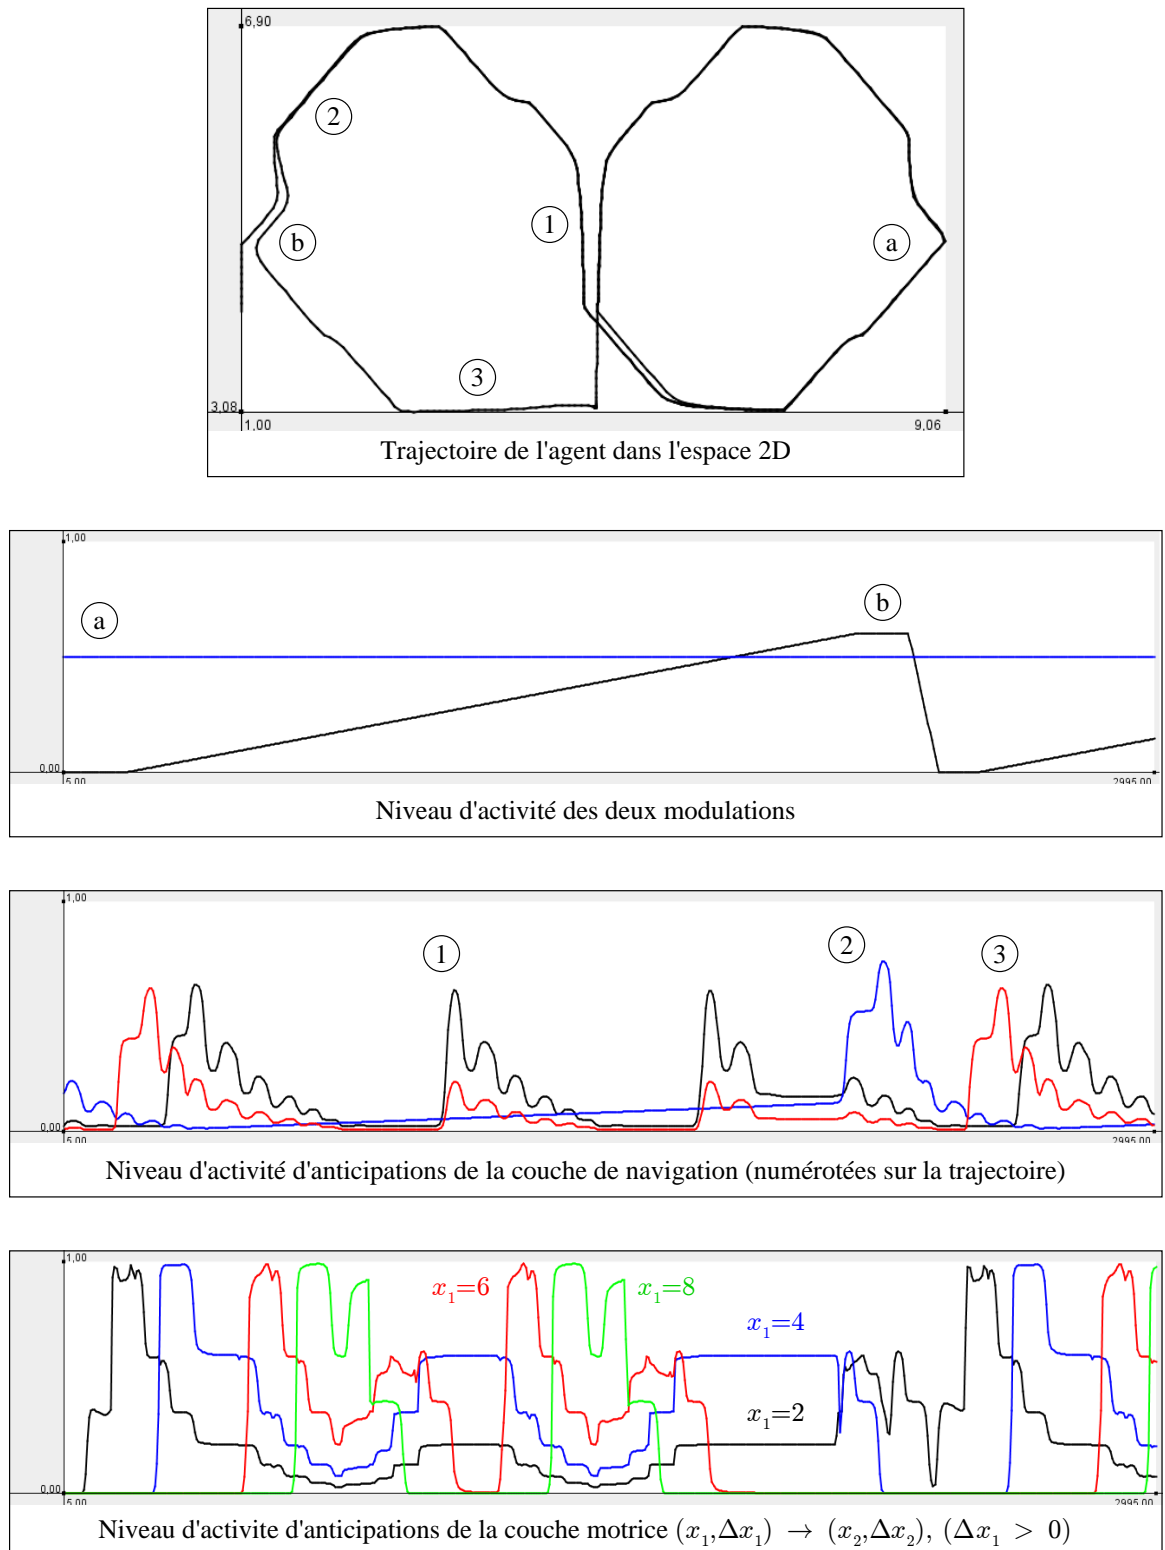 6,90
2
1
b
a
3
3,08
1,00
9,06
Trajectoire de l'agent dans l'espace 2D
1,00
a
b
0,00
5,00
2995,00
Niveau d'activité des deux modulations
1,00
1
2
3
0,00
5,00
2995,00
Niveau d'activité d'anticipations de la couche de navigation (numérotées sur la trajectoire)
1,00
x₁=6
x₁=8
x₁=4
x₁=2
0,00
5,00
2995,00
Niveau d'activite d'anticipations de la couche motrice (x₁,Δx₁) → (x₂,Δx₂), (Δx₁ > 0)